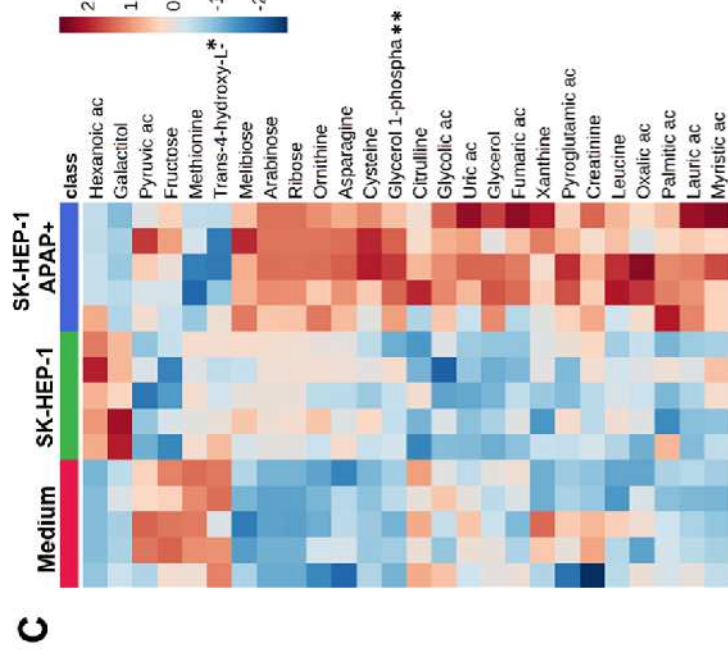 C
Medium
SK-HEP-1
SK-HEP-1
APAP+
class
Hexanoic ac
Galactitol
Pyruvic ac
Fructose
Methionine
Trans-4-hydroxy-L-*
Melibiose
Arabinose
Ribose
Ornithine
Asparagine
Cysteine
Glycerol 1-phospha **
Citrulline
Glycolic ac
Uric ac
Glycerol
Fumaric ac
Xanthine
Pyroglutamic ac
Creatinine
Leucine
Oxalic ac
Palmitic ac
Lauric ac
Myristic ac
2
1
0
-1
-2